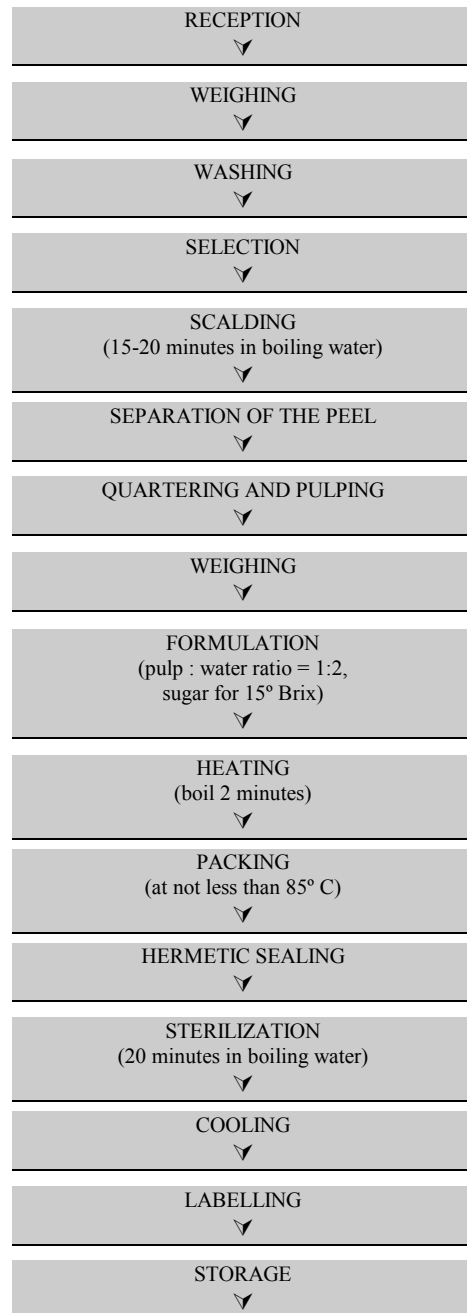 RECEPTION
WEIGHING
WASHING
SELECTION
SCALDING
(15-20 minutes in boiling water)
SEPARATION OF THE PEEL
QUARTERING AND PULPING
WEIGHING
FORMULATION
(pulp : water ratio = 1:2,
sugar for 15º Brix)
HEATING
(boil 2 minutes)
PACKING
(at not less than 85º C)
HERMETIC SEALING
STERILIZATION
(20 minutes in boiling water)
COOLING
LABELLING
STORAGE